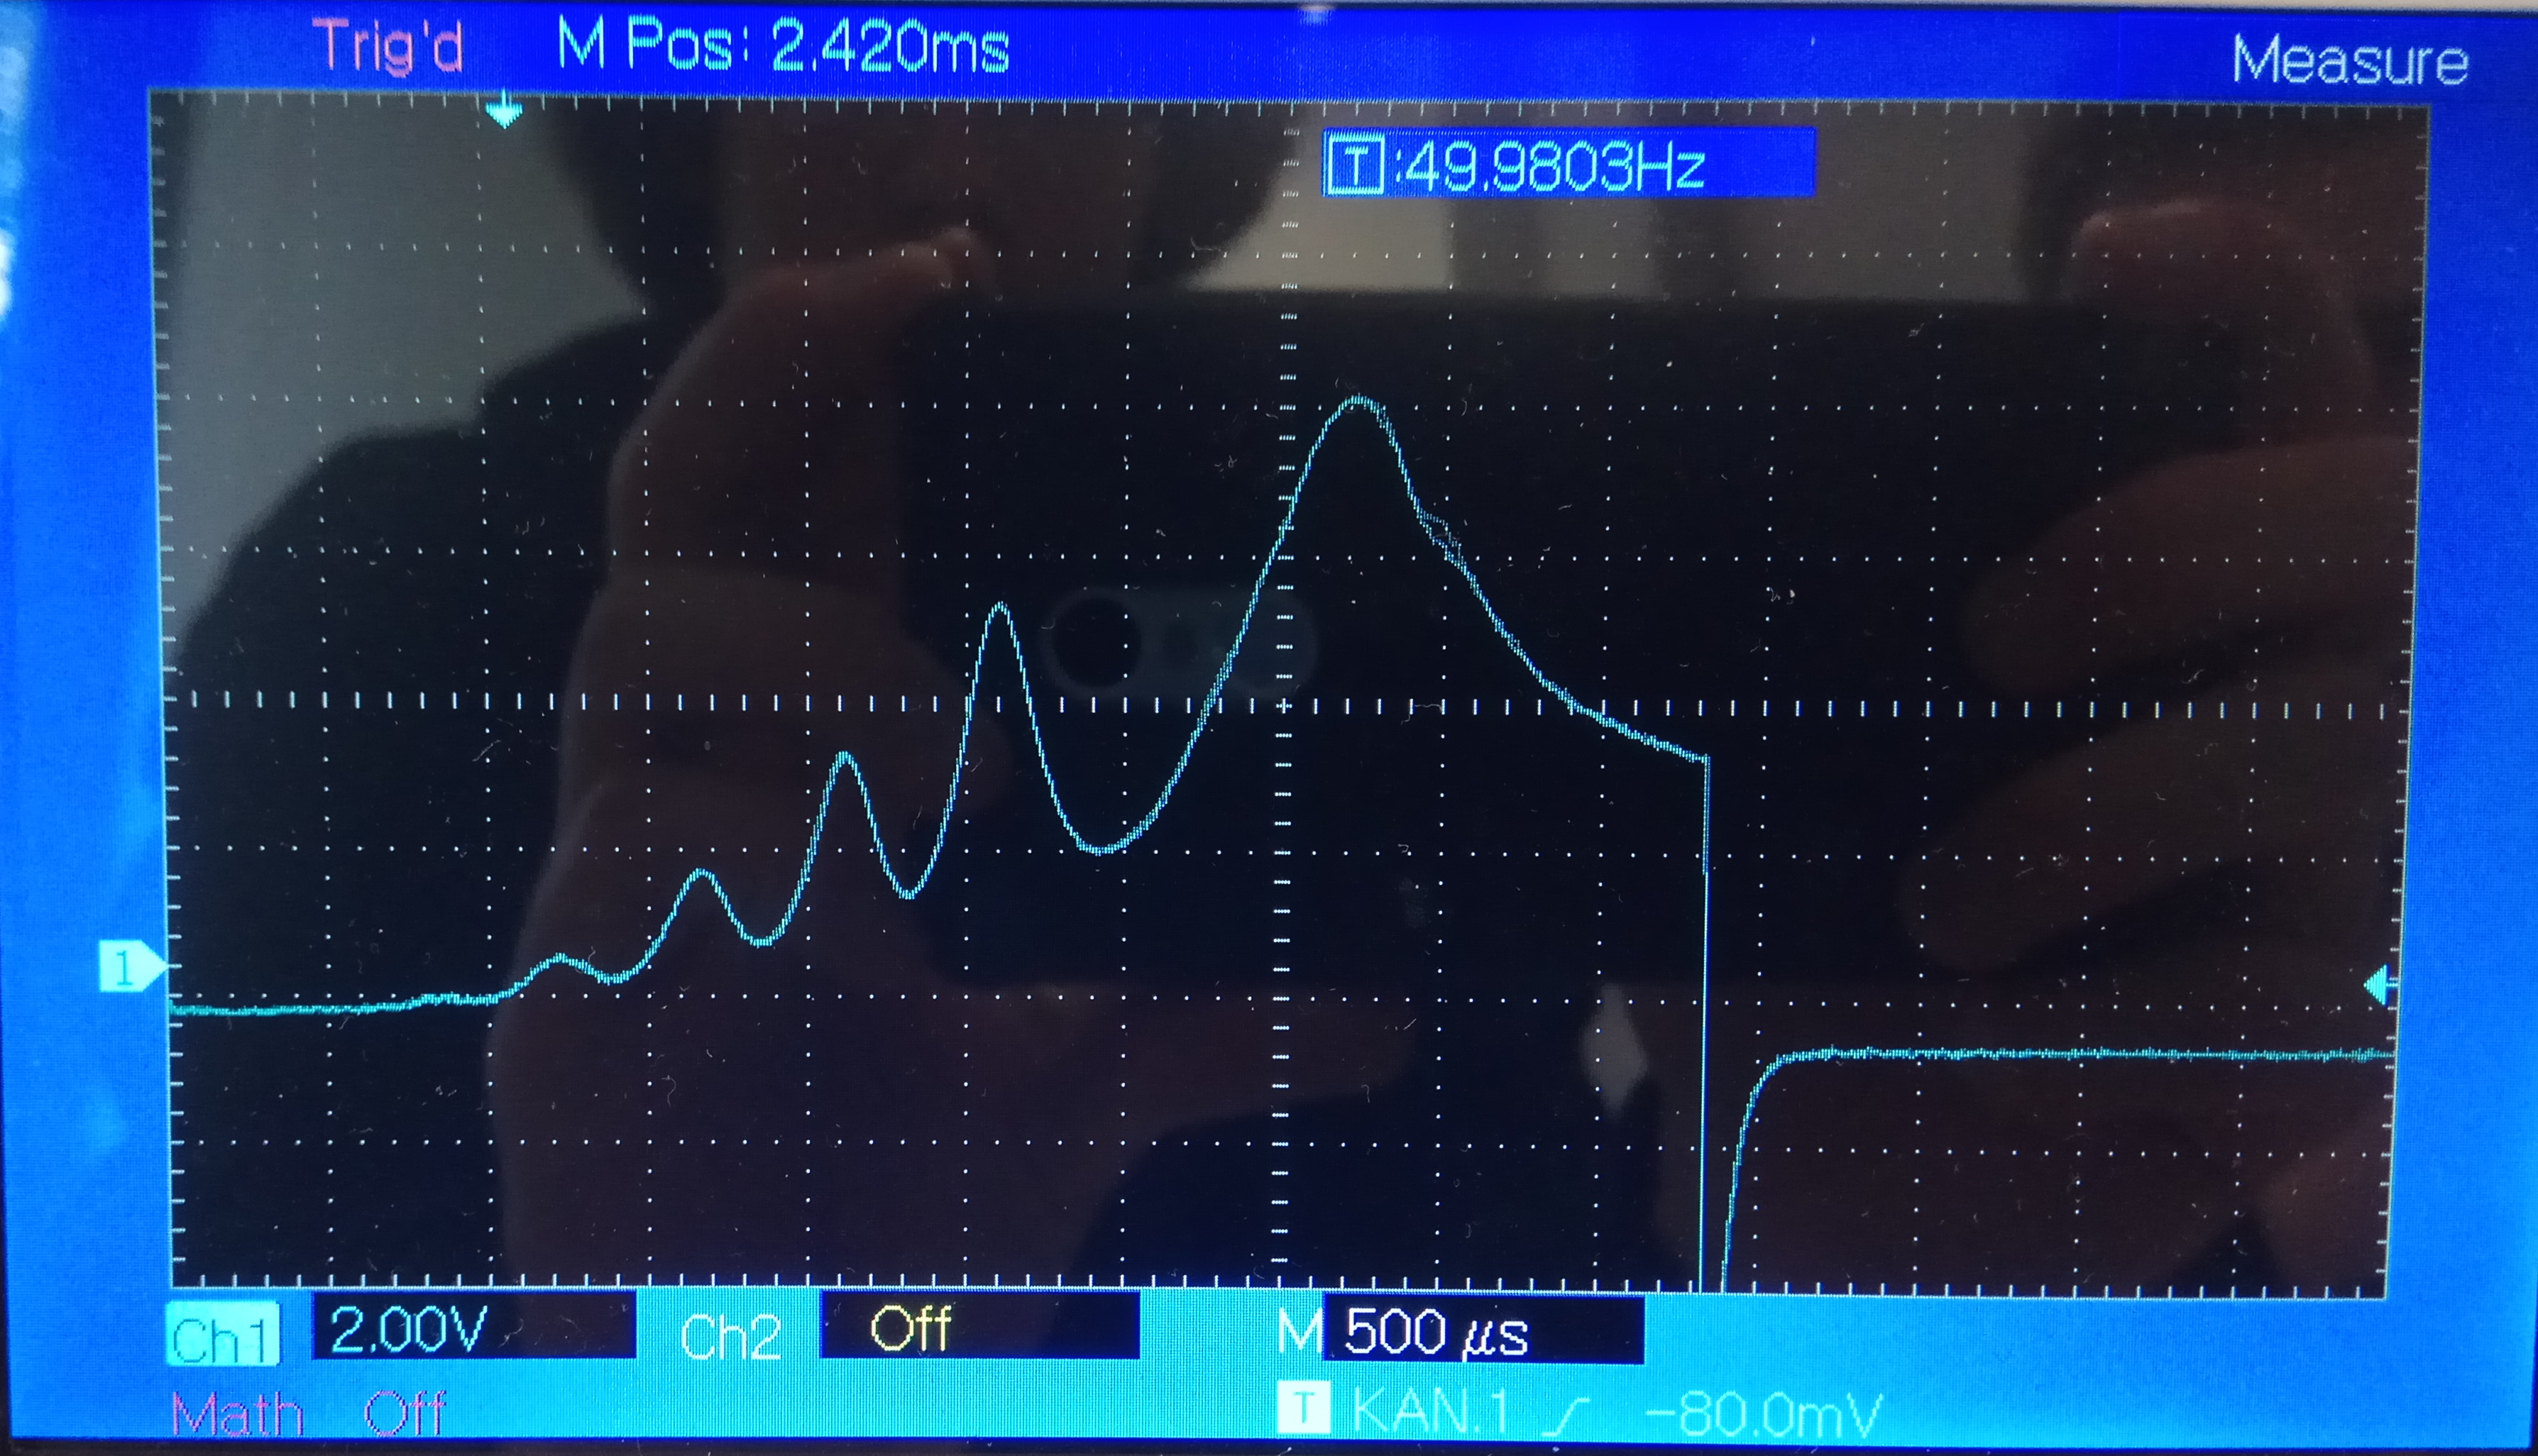 Trig'd M Pos: 2.420ms Measure
T :49.9803Hz
1
Ch1 2.00V Ch2 Off M 500 μs
Math Off T KAN.1 -80.0mV